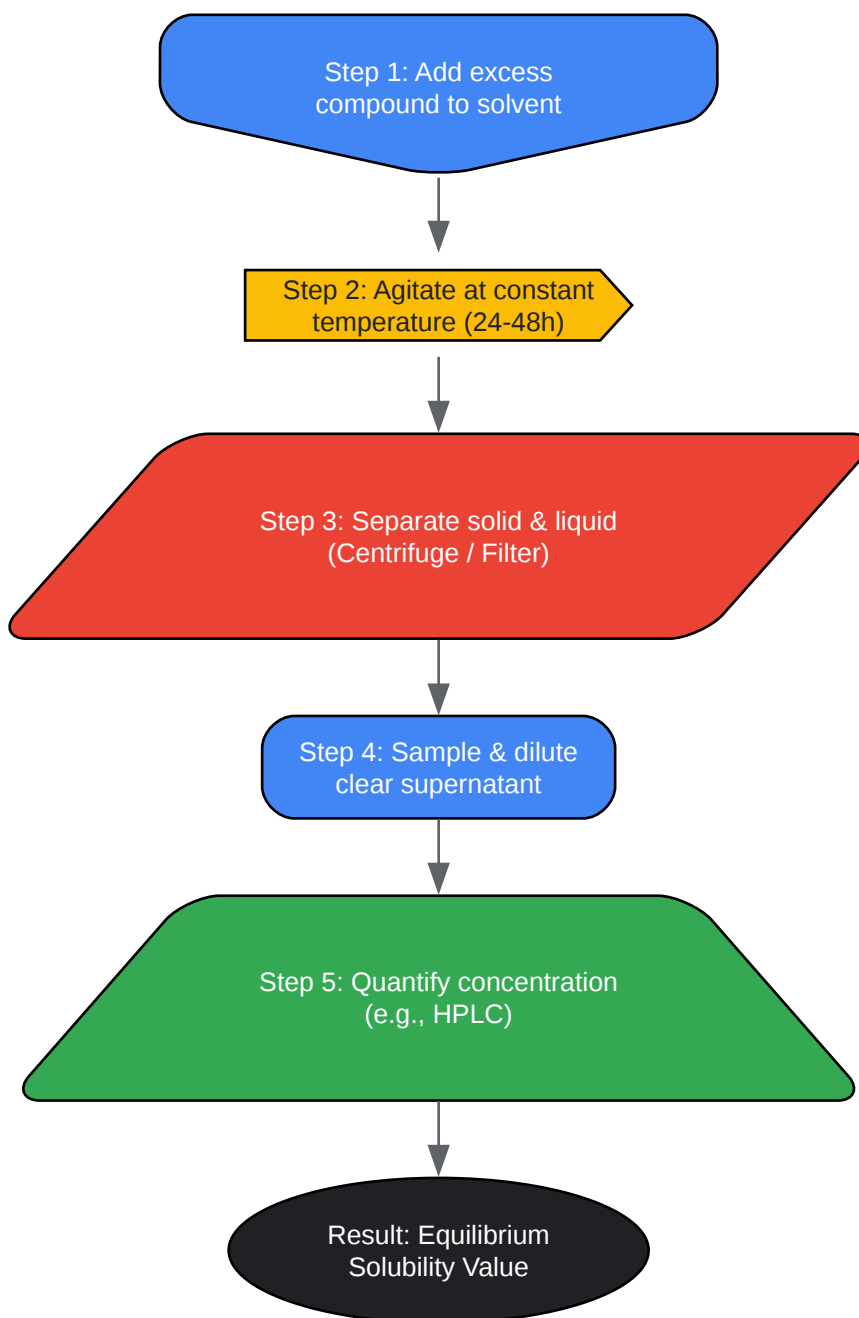 Step 1: Add excess
compound to solvent
Step 2: Agitate at constant
temperature (24-48h)
Step 3: Separate solid & liquid
(Centrifuge / Filter)
Step 4: Sample & dilute
clear supernatant
Step 5: Quantify concentration
(e.g., HPLC)
Result: Equilibrium
Solubility Value